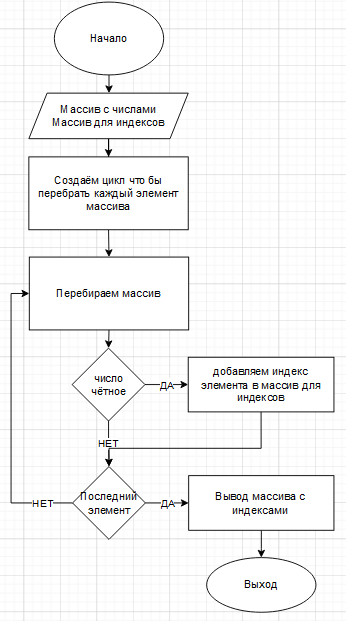 Начало
Массив с числами
Массив для индексов
Создаём цикл что бы
перебрать каждый элемент
массива
Перебираем массив
число
чётное
ДА
добавляем индекс
элемента в массив для
индексов
НЕТ
Последний
элемент
НЕТ
ДА
Вывод массива с
индексами
Выход